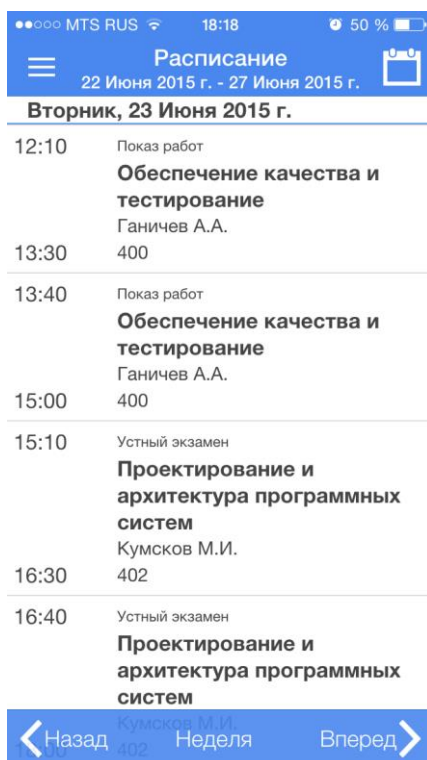 MTS RUS 18:18 50 %
Расписание
22 Июня 2015 г. - 27 Июня 2015 г.
Вторник, 23 Июня 2015 г.
12:10 Показ работ
Обеспечение качества и
тестирование
Ганичев А.А.
13:30 400
13:40 Показ работ
Обеспечение качества и
тестирование
Ганичев А.А.
15:00 400
15:10 Устный экзамен
Проектирование и
архитектура программных
систем
Кумсков М.И.
16:30 402
16:40 Устный экзамен
Проектирование и
архитектура программных
систем
Кумсков М.И.
Назад Неделя Вперед
18:00 402